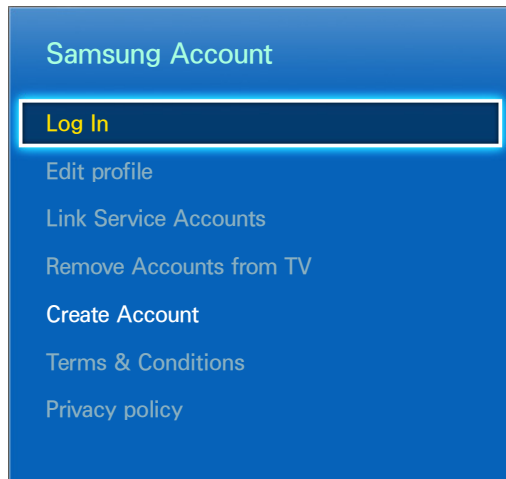 Samsung Account
Log In
Edit profile
Link Service Accounts
Remove Accounts from TV
Create Account
Terms & Conditions
Privacy policy